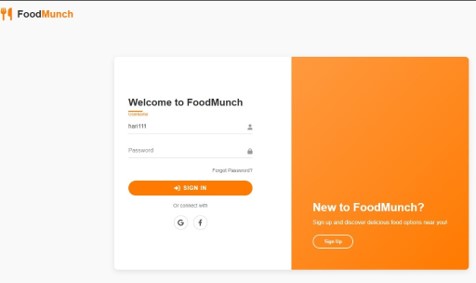 FoodMunch
Welcome to FoodMunch
hari111
Password
Forgot Password?
SIGN IN
Or connect with
G f
New to FoodMunch?
Sign up and discover delicious food options near you!
Sign Up